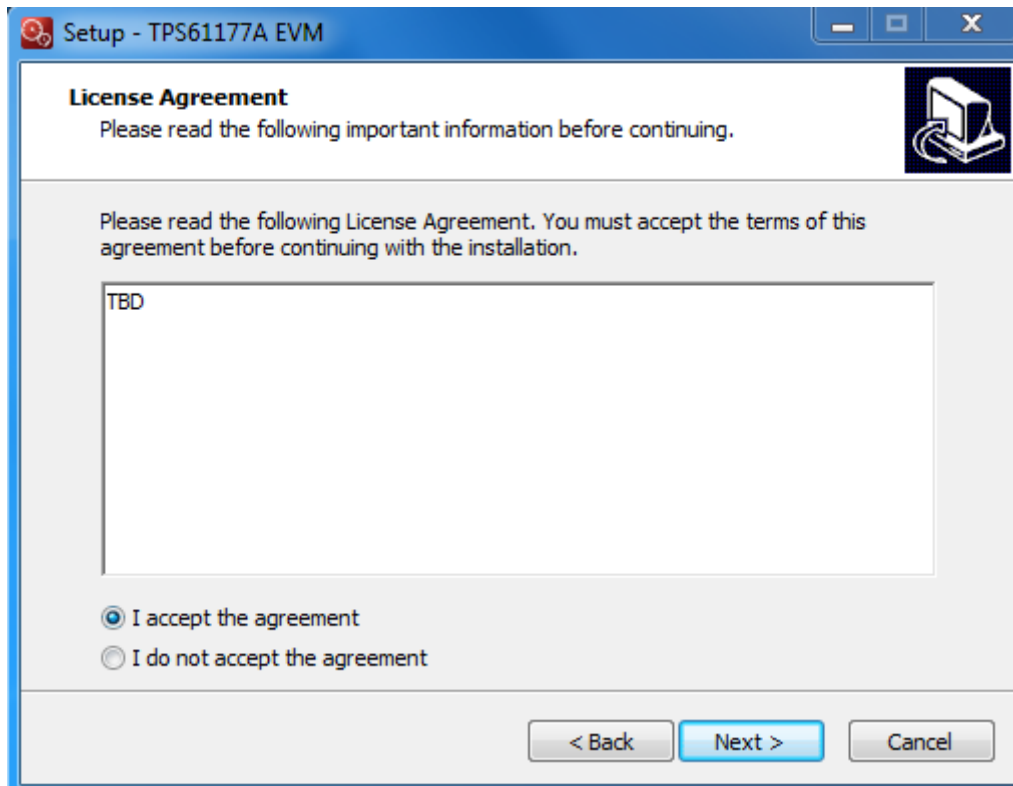 Setup - TPS61177A EVM
License Agreement
Please read the following important information before continuing.
Please read the following License Agreement. You must accept the terms of this
agreement before continuing with the installation.
TBD
I accept the agreement
I do not accept the agreement
< Back
Next >
Cancel